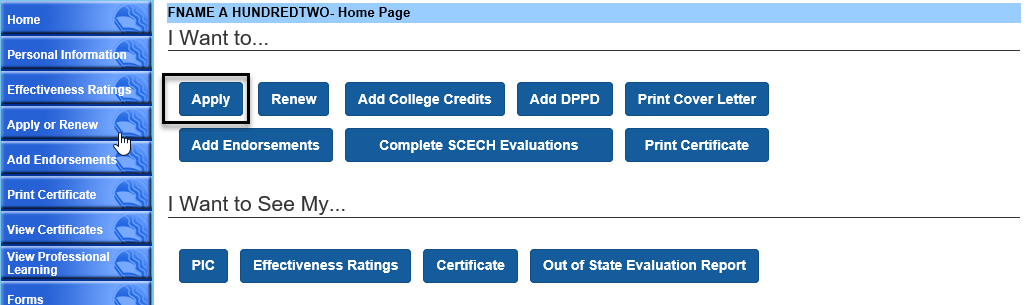 Home
Personal Information
Effectiveness Ratings
Apply or Renew
Add Endorsements
Print Certificate
View Certificates
View Professional
Learning
Forms
FNAME A HUNDREDTWO- Home Page
I Want to...
Apply Renew Add College Credits Add DPPD Print Cover Letter
Add Endorsements Complete SCECH Evaluations Print Certificate
I Want to See My...
PIC Effectiveness Ratings Certificate Out of State Evaluation Report